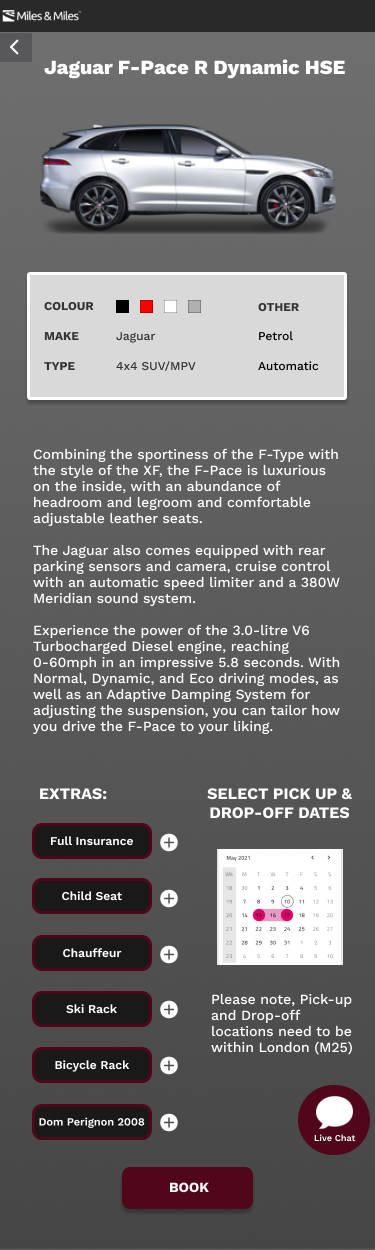 Miles & Miles
Jaguar F-Pace R Dynamic HSE
COLOUR
OTHER
MAKE Jaguar Petrol
TYPE 4x4 SUV/MPV Automatic
Combining the sportiness of the F-Type with
the style of the XF, the F-Pace is luxurious
on the inside, with an abundance of
headroom and legroom and comfortable
adjustable leather seats.
The Jaguar also comes equipped with rear
parking sensors and camera, cruise control
with an automatic speed limiter and a 380W
Meridian sound system.
Experience the power of the 3.0-litre V6
Turbocharged Diesel engine, reaching
0-60mph in an impressive 5.8 seconds. With
Normal, Dynamic, and Eco driving modes, as
well as an Adaptive Damping System for
adjusting the suspension, you can tailor how
you drive the F-Pace to your liking.
EXTRAS:
Full Insurance
Child Seat
Chauffeur
Ski Rack
Bicycle Rack
Dom Perignon 2008
SELECT PICK UP &
DROP-OFF DATES
May 2021 < >
Wk M T W T F S S
18 30 1 2 3 4 5 6
19 7 8 9 10 11 12 13
20 14 15 16 17 18 19 20
21 21 22 23 24 25 26 27
22 28 29 30 31 1 2 3
23 4 5 6 7 8 9 10
Please note, Pick-up
and Drop-off
locations need to be
within London (M25)
Live Chat
BOOK